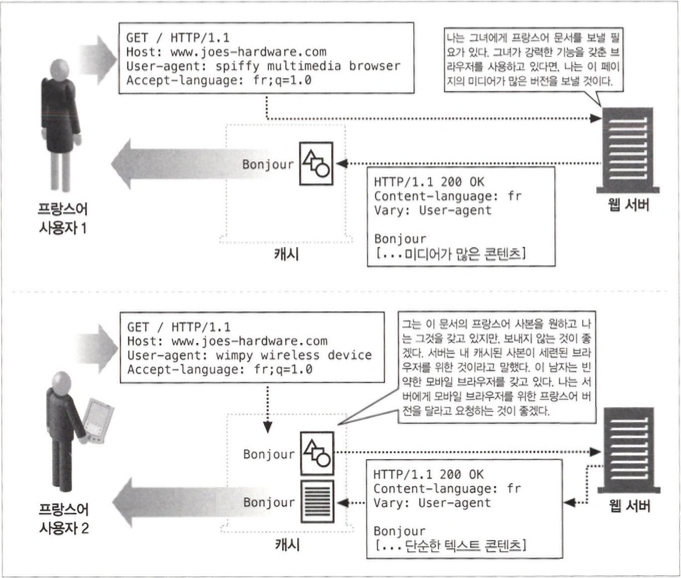 GET / HTTP/1.1
Host: www.joes-hardware.com
User-agent: spiffy multimedia browser
Accept-language: fr;q=1.0
나는 그녀에게 프랑스어 문서를 보낼 필
요가 있다. 그녀가 강력한 기능을 갖춘 브
라우저를 사용하고 있다면, 나는 이 페이
지의 미디어가 많은 버전을 보낼 것이다.
Bonjour
HTTP/1.1 200 OK
Content-language: fr
Vary: User-agent
Bonjour
[...미디어가 많은 콘텐츠]
프랑스어
사용자 1
캐시
웹 서버
GET / HTTP/1.1
Host: www.joes-hardware.com
User-agent: wimpy wireless device
Accept-language: fr;q=1.0
그는 이 문서의 프랑스어 사본을 원하고 나
는 그것을 갖고 있지만, 보내지 않는 것이 좋
겠다. 서버는 내 캐시된 사본이 세련된 브라
우저를 위한 것이라고 말했다. 이 남자는 빈
약한 모바일 브라우저를 갖고 있다. 나는 서
버에게 모바일 브라우저를 위한 프랑스어 버
전을 달라고 요청하는 것이 좋겠다.
Bonjour
Bonjour
HTTP/1.1 200 OK
Content-language: fr
Vary: User-agent
Bonjour
[...단순한 텍스트 콘텐츠]
프랑스어
사용자 2
캐시
웹 서버